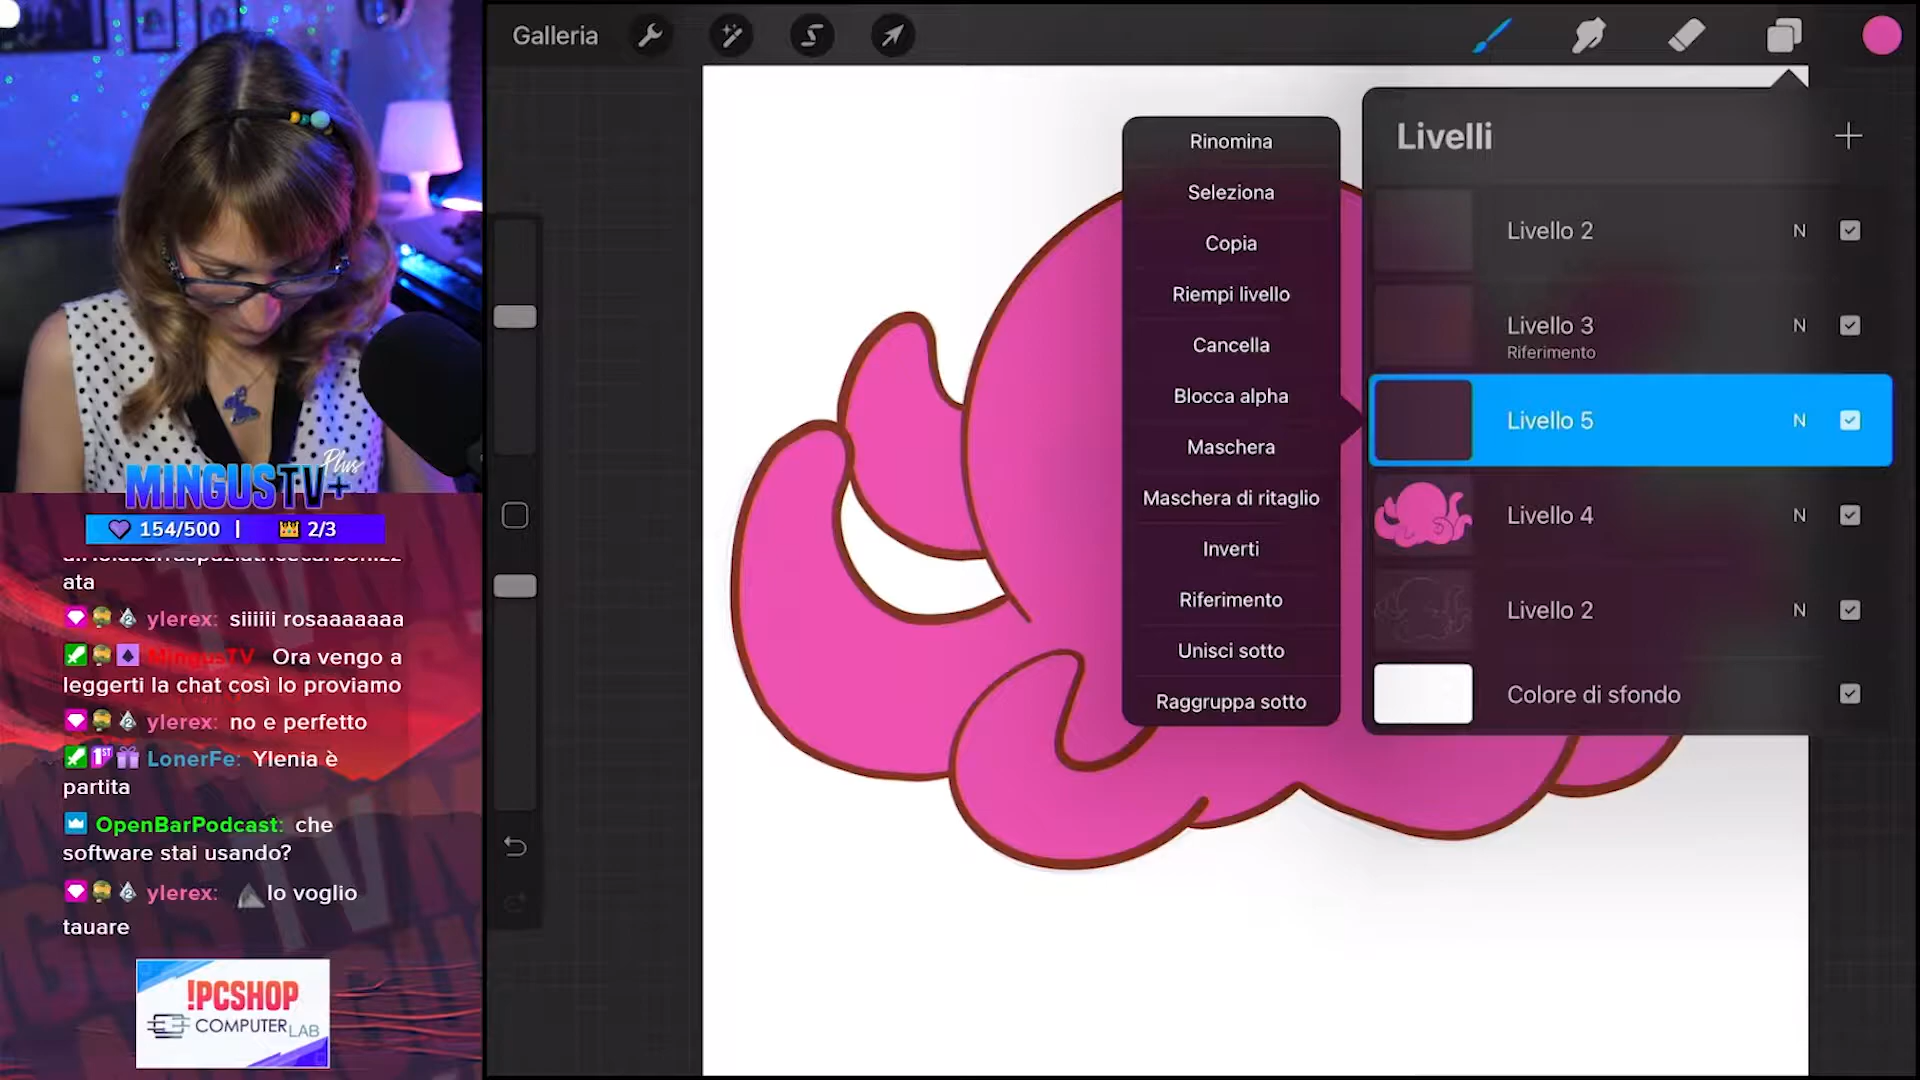 Galleria
Livelli
Rinomina
Seleziona
Copia
Riempi livello
Cancella
Blocca alpha
Maschera
Maschera di ritaglio
Inverti
Riferimento
Unisci sotto
Raggruppa sotto
Livello 2 N
Livello 3 N
Riferimento
Livello 5 N
Livello 4 N
Livello 2 N
Colore di sfondo
MINGUSTV+
Plus
154/500 | 2/3
ata
ylerex: siiiiii rosaaaaaaa
MingusTV Ora vengo a
leggerti la chat così lo proviamo
ylerex: no e perfetto
1ST LonerFe: Ylenia è
partita
OpenBarPodcast: che
software stai usando?
2 ylerex: lo voglio
tauare
!PCSHOP
COMPUTER LAB